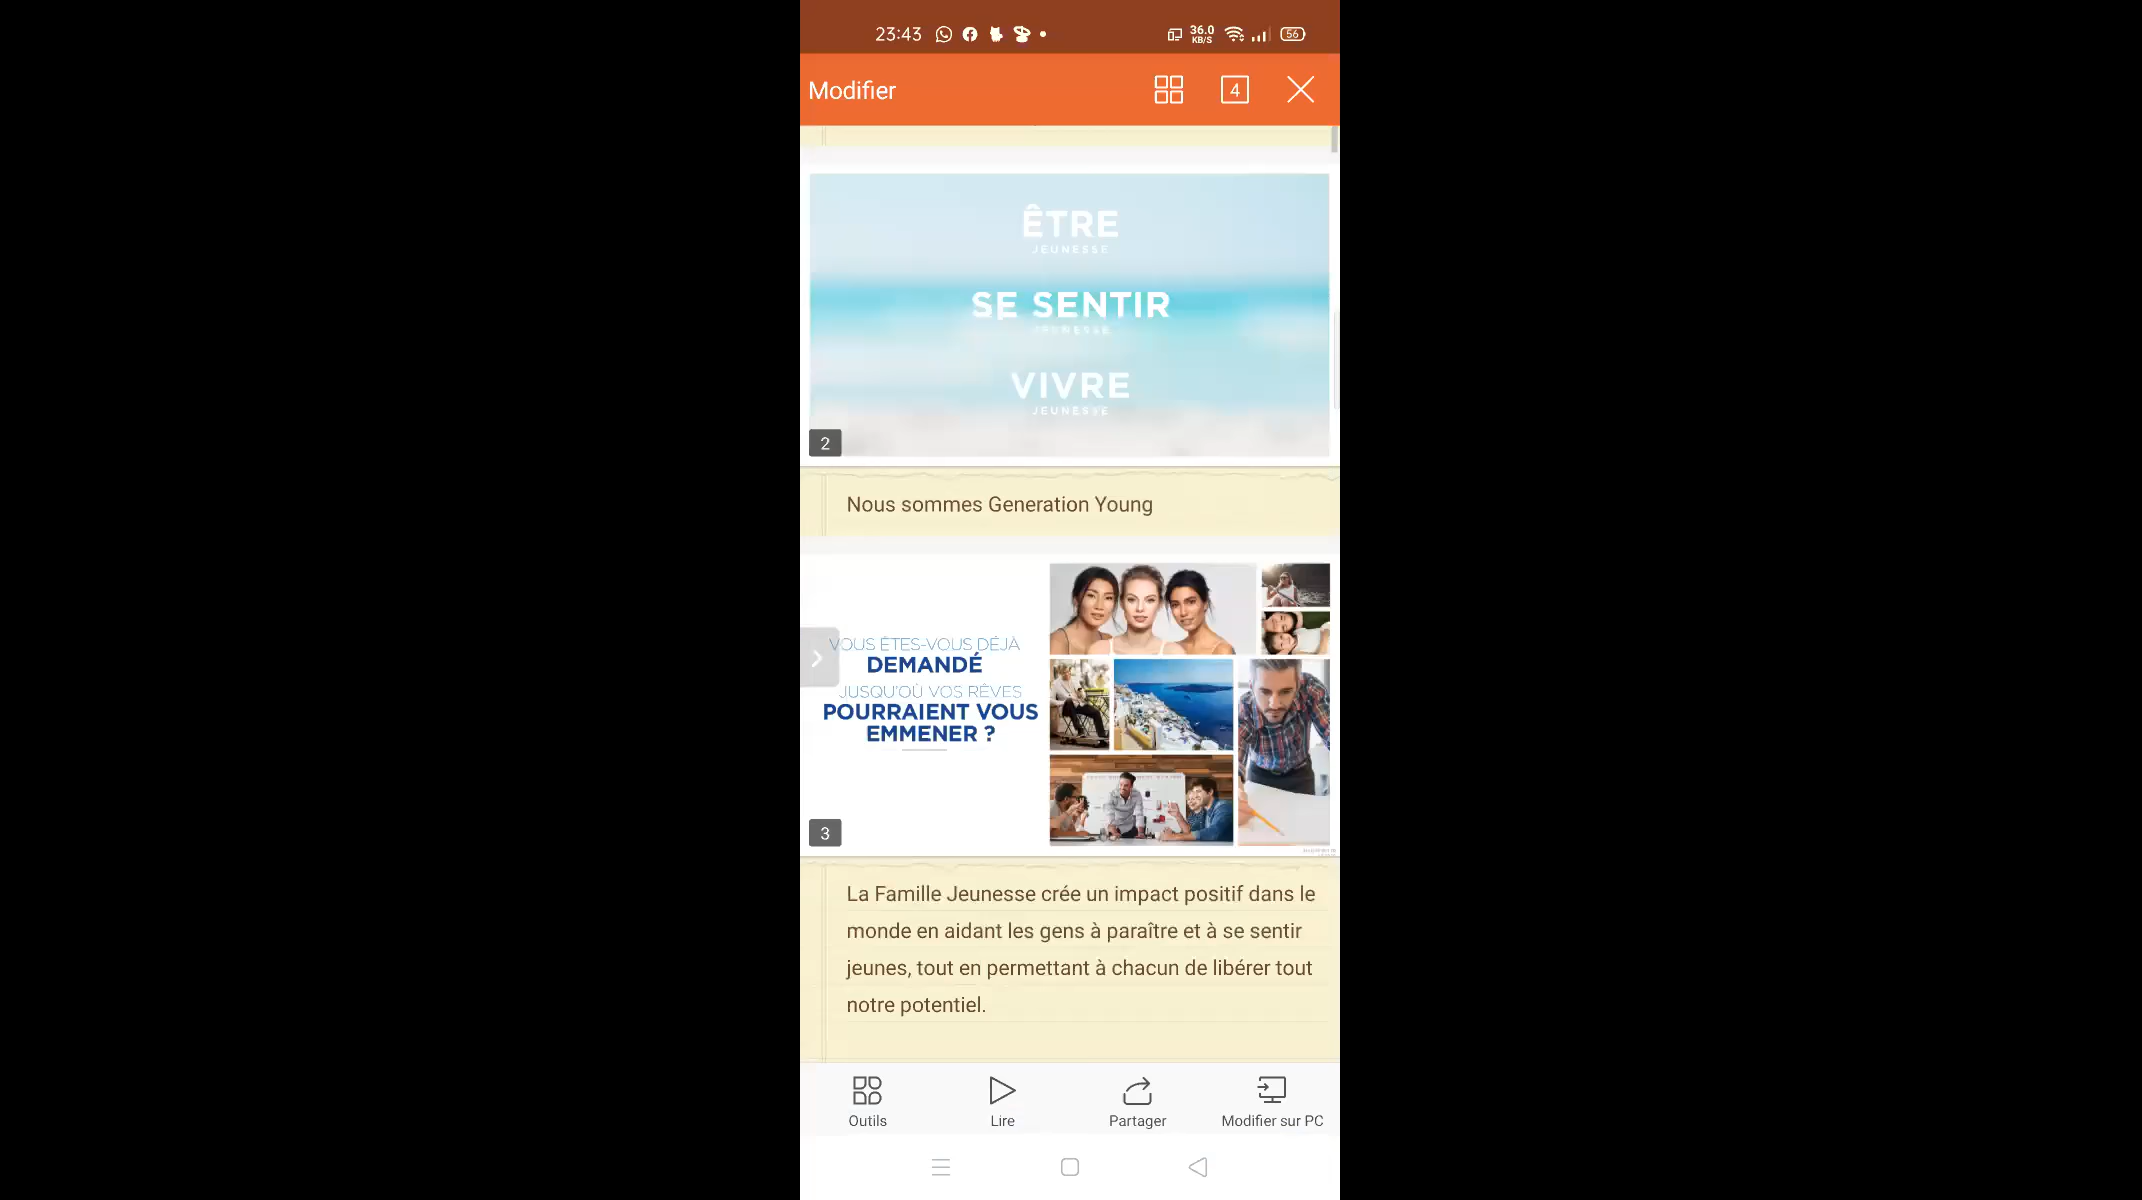 23:43 36.0 KB/S 56
Modifier 4
ÊTRE
JEUNESSE
SE SENTIR
JEUNESSE
VIVRE
JEUNESSE
2
Nous sommes Generation Young
VOUS ÊTES-VOUS DÉJÀ
DEMANDÉ
JUSQU'OÙ VOS RÊVES
POURRAIENT VOUS
EMMENER ?
3
La Famille Jeunesse crée un impact positif dans le
monde en aidant les gens à paraître et à se sentir
jeunes, tout en permettant à chacun de libérer tout
notre potentiel.
Outils Lire Partager Modifier sur PC